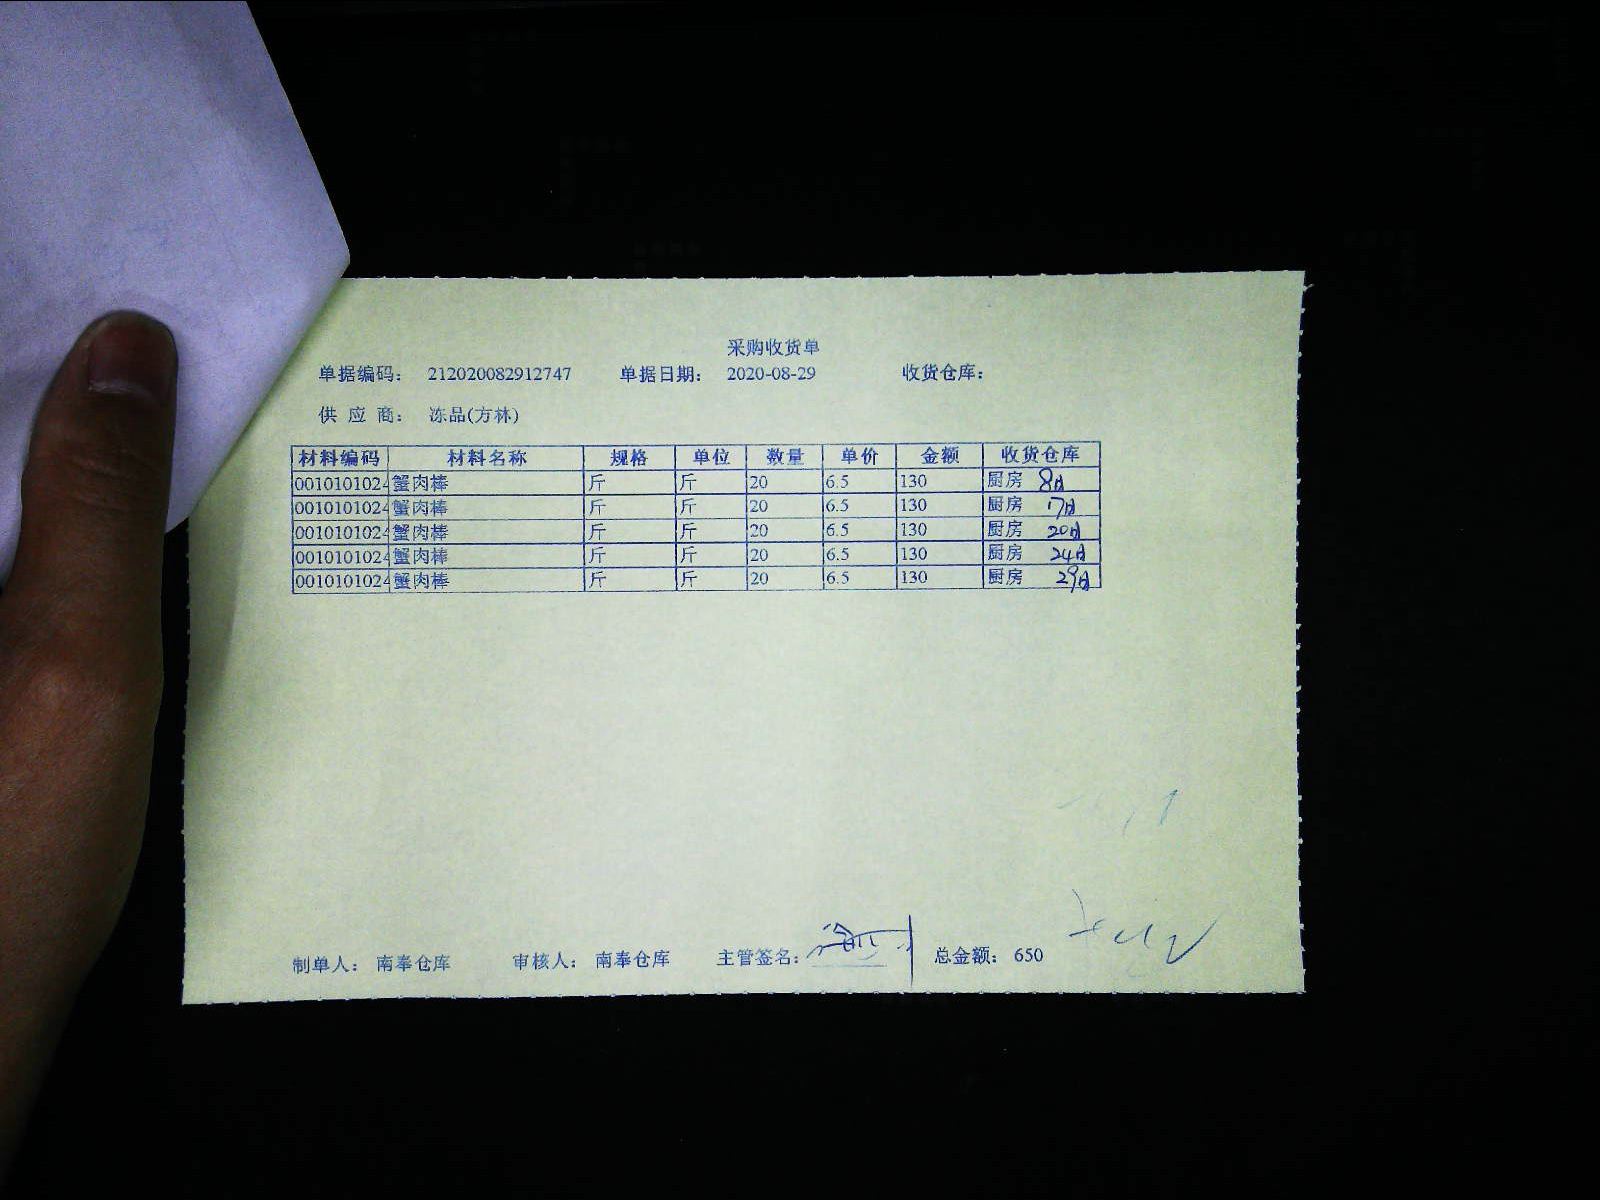 采购收货单
单据编码： 212020082912747 单据日期： 2020-08-29 收货仓库：
供 应 商： 冻品(方林)
材料编码 材料名称 规格 单位 数量 单价 金额 收货仓库
0010101024 蟹肉棒 斤 斤 20 6.5 130 厨房 8日
0010101024 蟹肉棒 斤 斤 20 6.5 130 厨房 17日
0010101024 蟹肉棒 斤 斤 20 6.5 130 厨房 20日
0010101024 蟹肉棒 斤 斤 20 6.5 130 厨房 24日
0010101024 蟹肉棒 斤 斤 20 6.5 130 厨房 29日
制单人： 南奉仓库 审核人： 南奉仓库 主管签名： 总金额： 650